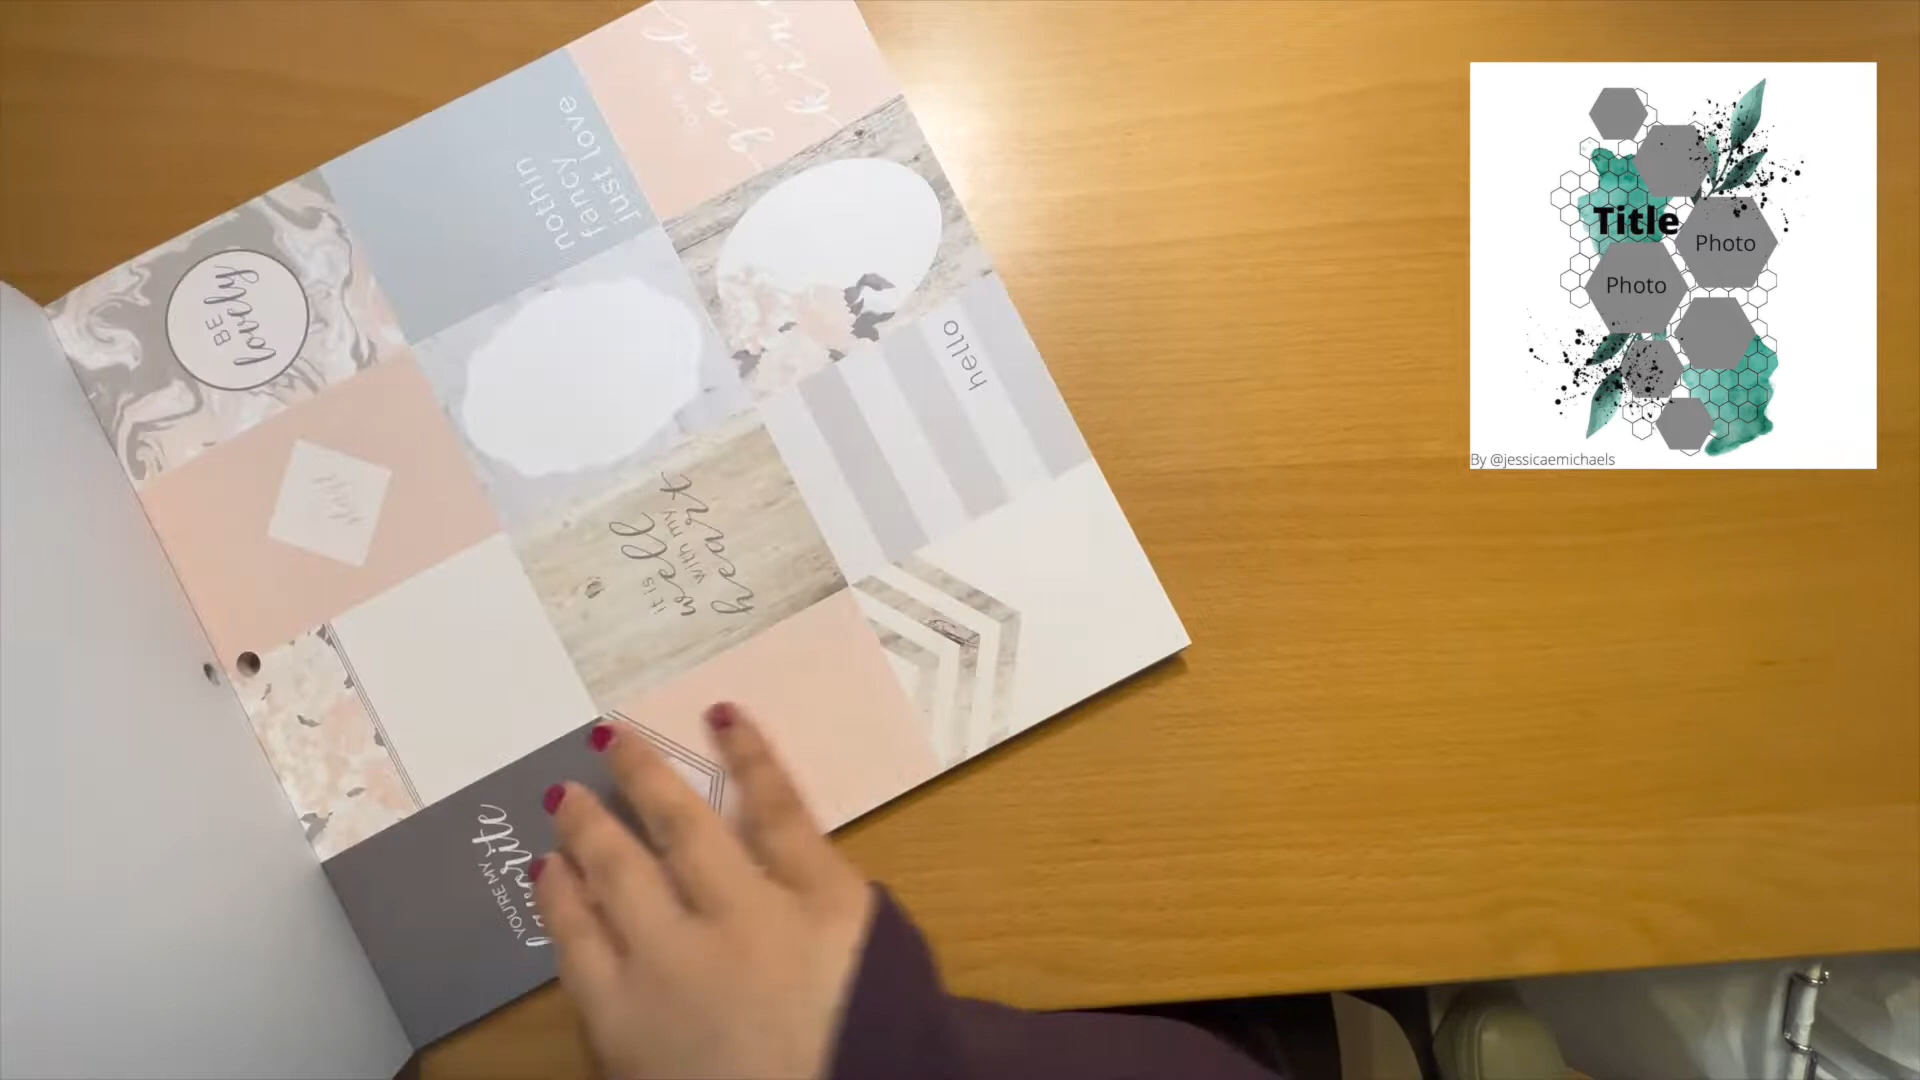 BE
lovely
nothin
fancy
just love
hello
it is
well
with my
heart
YOU'RE MY
favorite
Title
Photo
Photo
By @jessicaemichaels